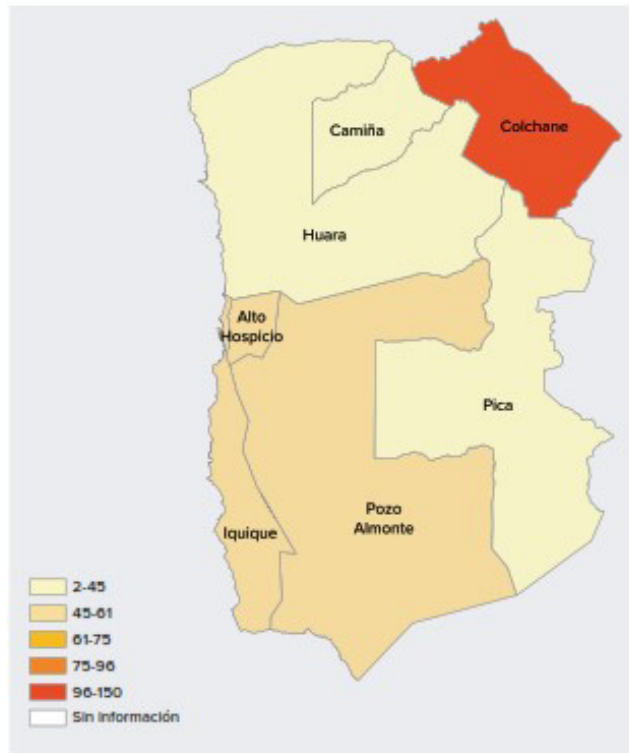 Camiña
Colchane
Huara
Alto
Hospicio
Pica
Pozo
Almonte
Iquique
2-45
45-61
61-75
75-96
96-150
Sin información